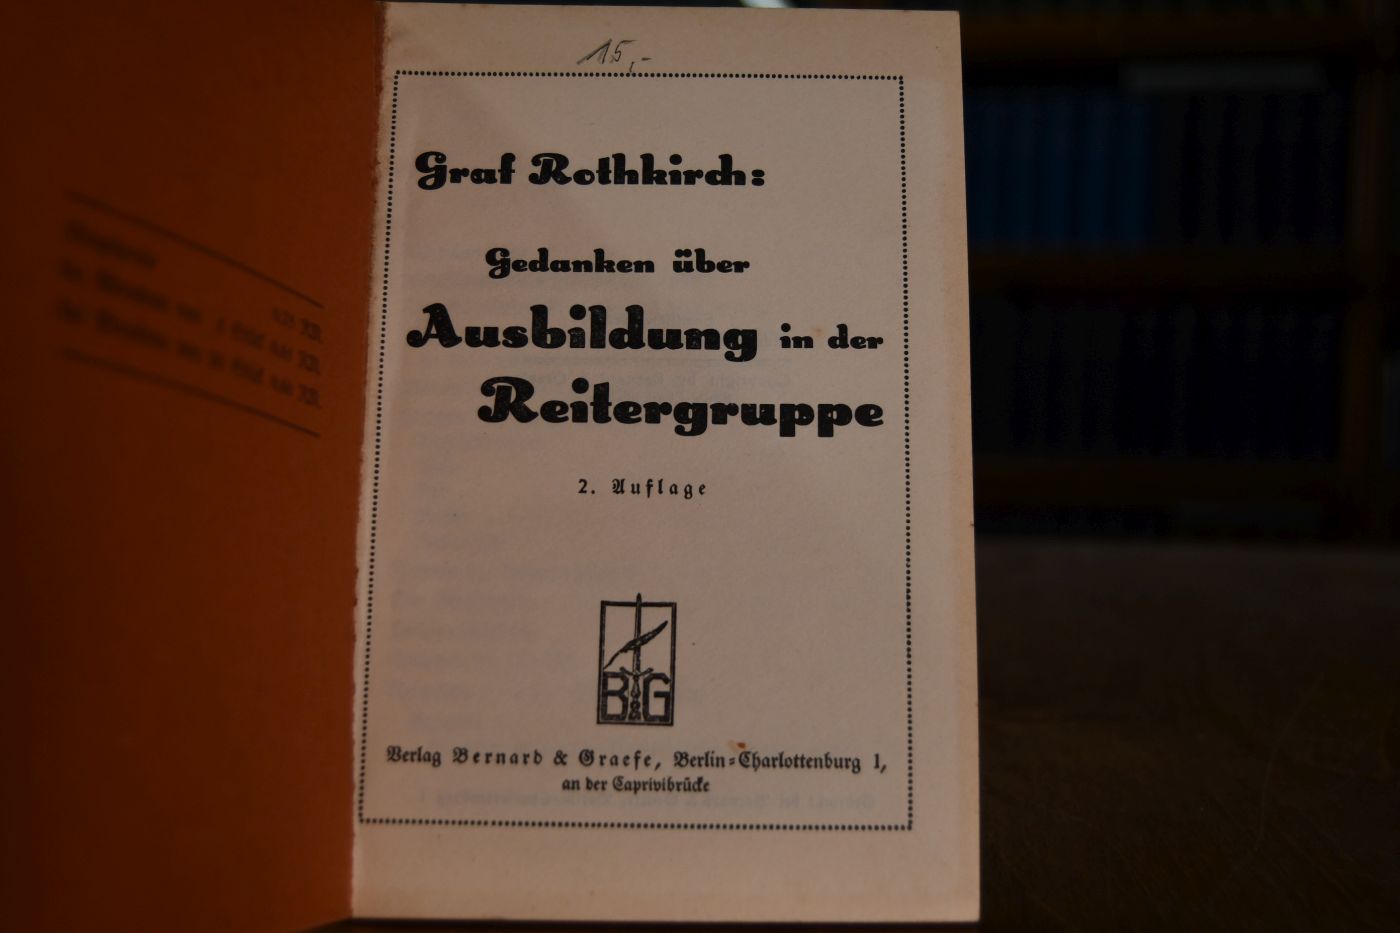 15,-
Graf Rothkirch:
Gedanken über
Ausbildung in der
Reitergruppe
2. Auflage
B&G
Verlag Bernard & Graefe, Berlin-Charlottenburg 1,
an der Caprivibrücke